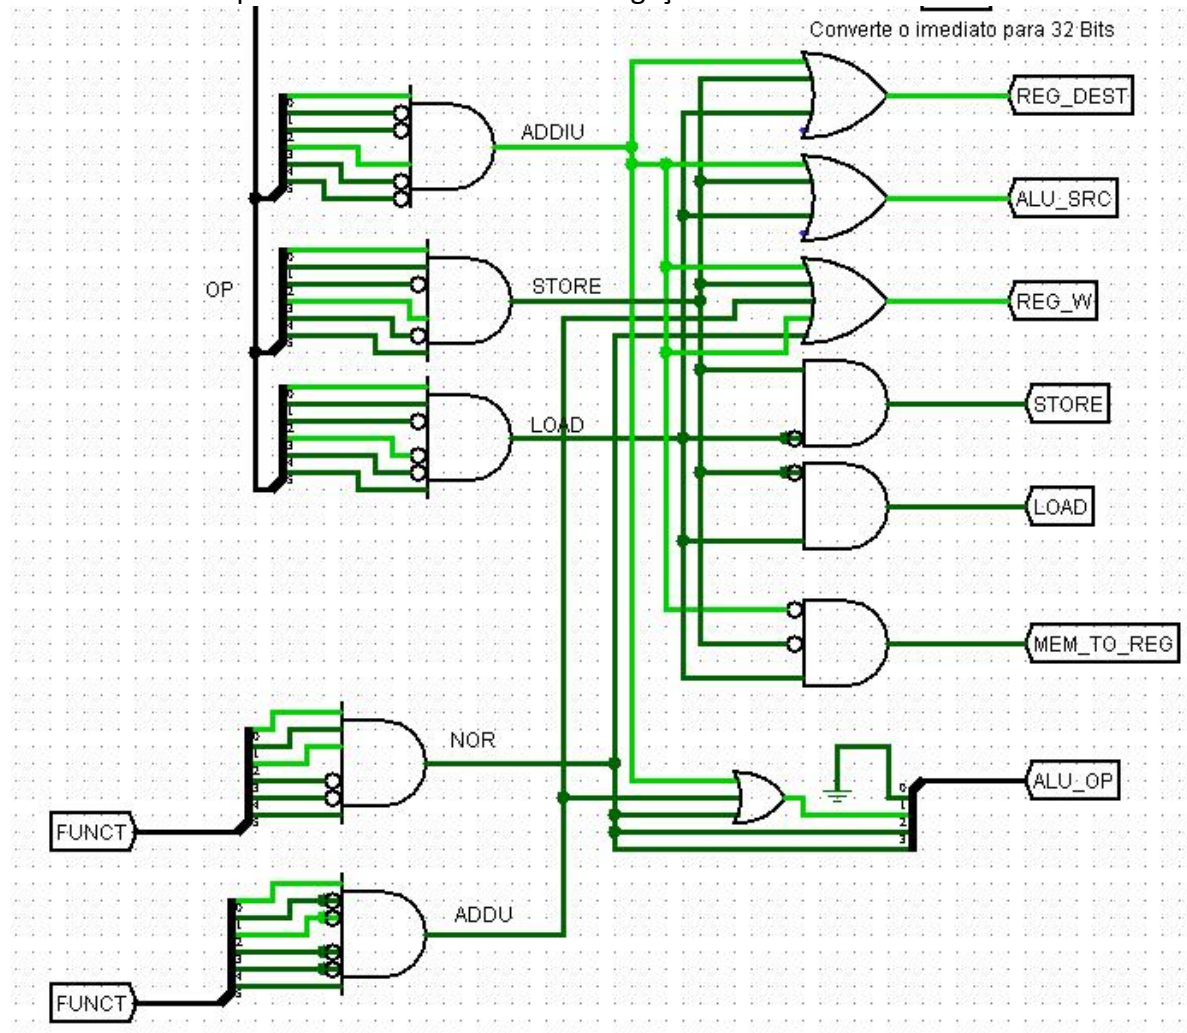 Converte o imediato para 32 Bits
REG_DEST
ADDIU
ALU_SRC
OP
STORE
REG_W
STORE
LOAD
LOAD
MEM_TO_REG
NOR
ALU_OP
FUNCT
ADDU
FUNCT